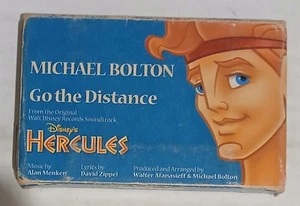 MICHAEL BOLTON
Go the Distance
From the Original
Walt Disney Records Soundtrack
DISNEY'S
HERCULES
Music by
Alan Menken
Lyrics by
David Zippel
Produced and Arranged by
Walter Afanasieff & Michael Bolton